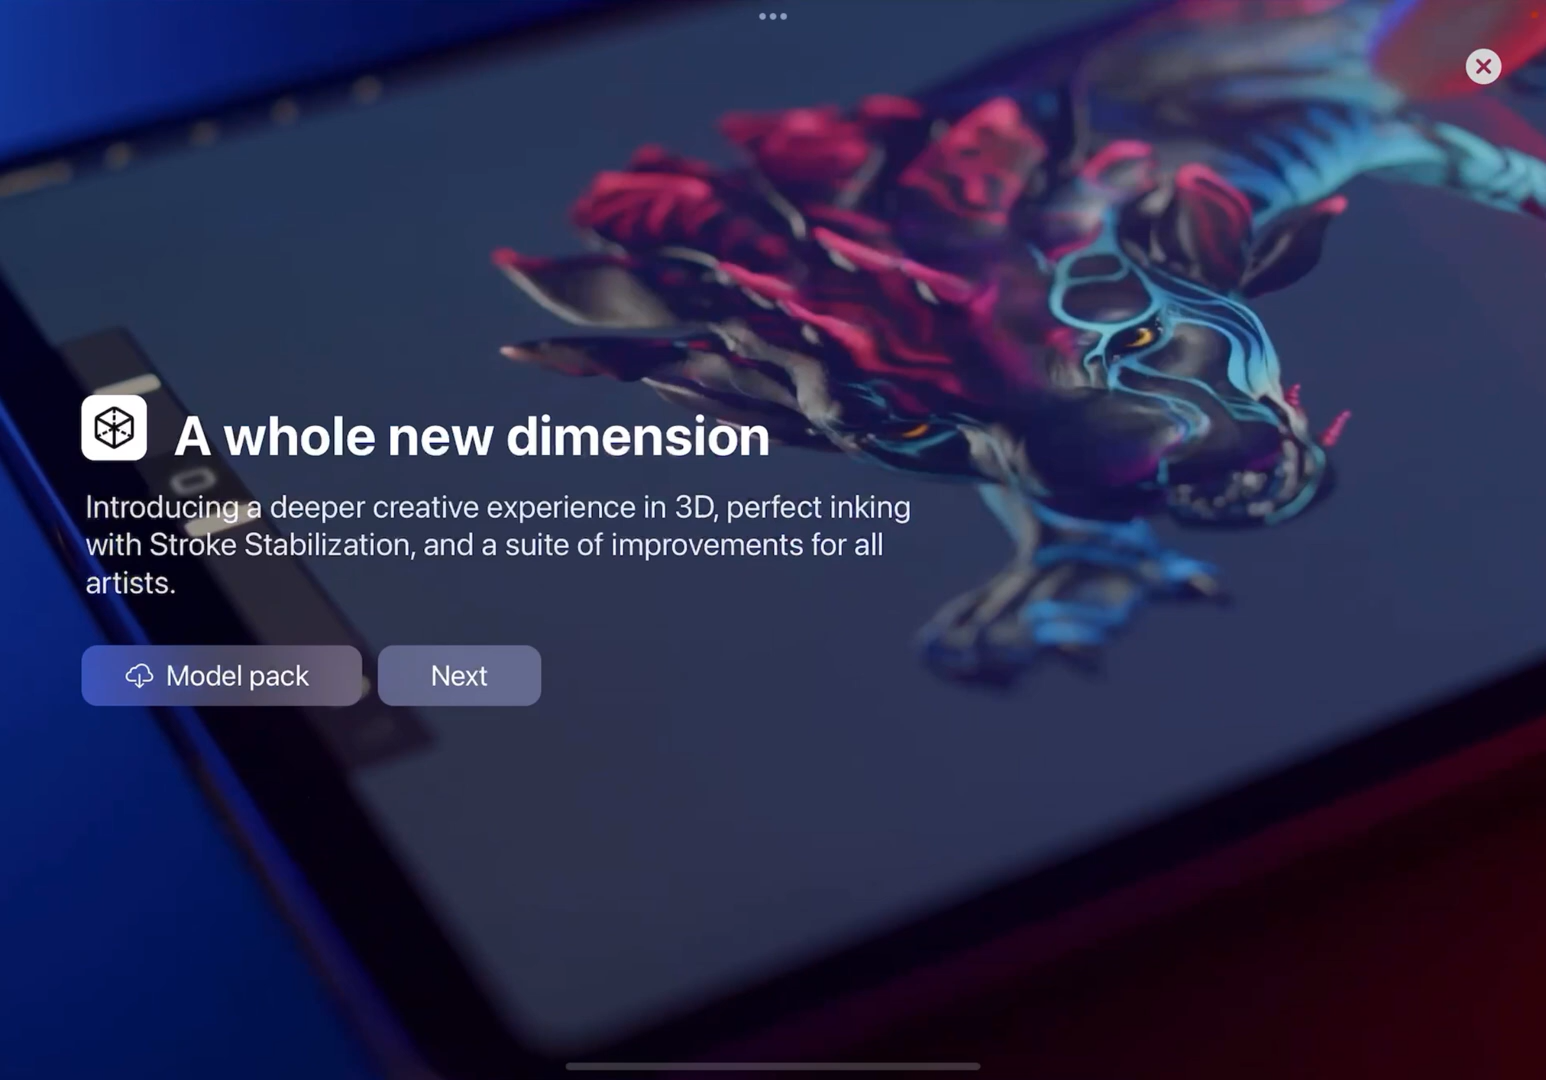 A whole new dimension
Introducing a deeper creative experience in 3D, perfect inking
with Stroke Stabilization, and a suite of improvements for all
artists.
Model pack
Next